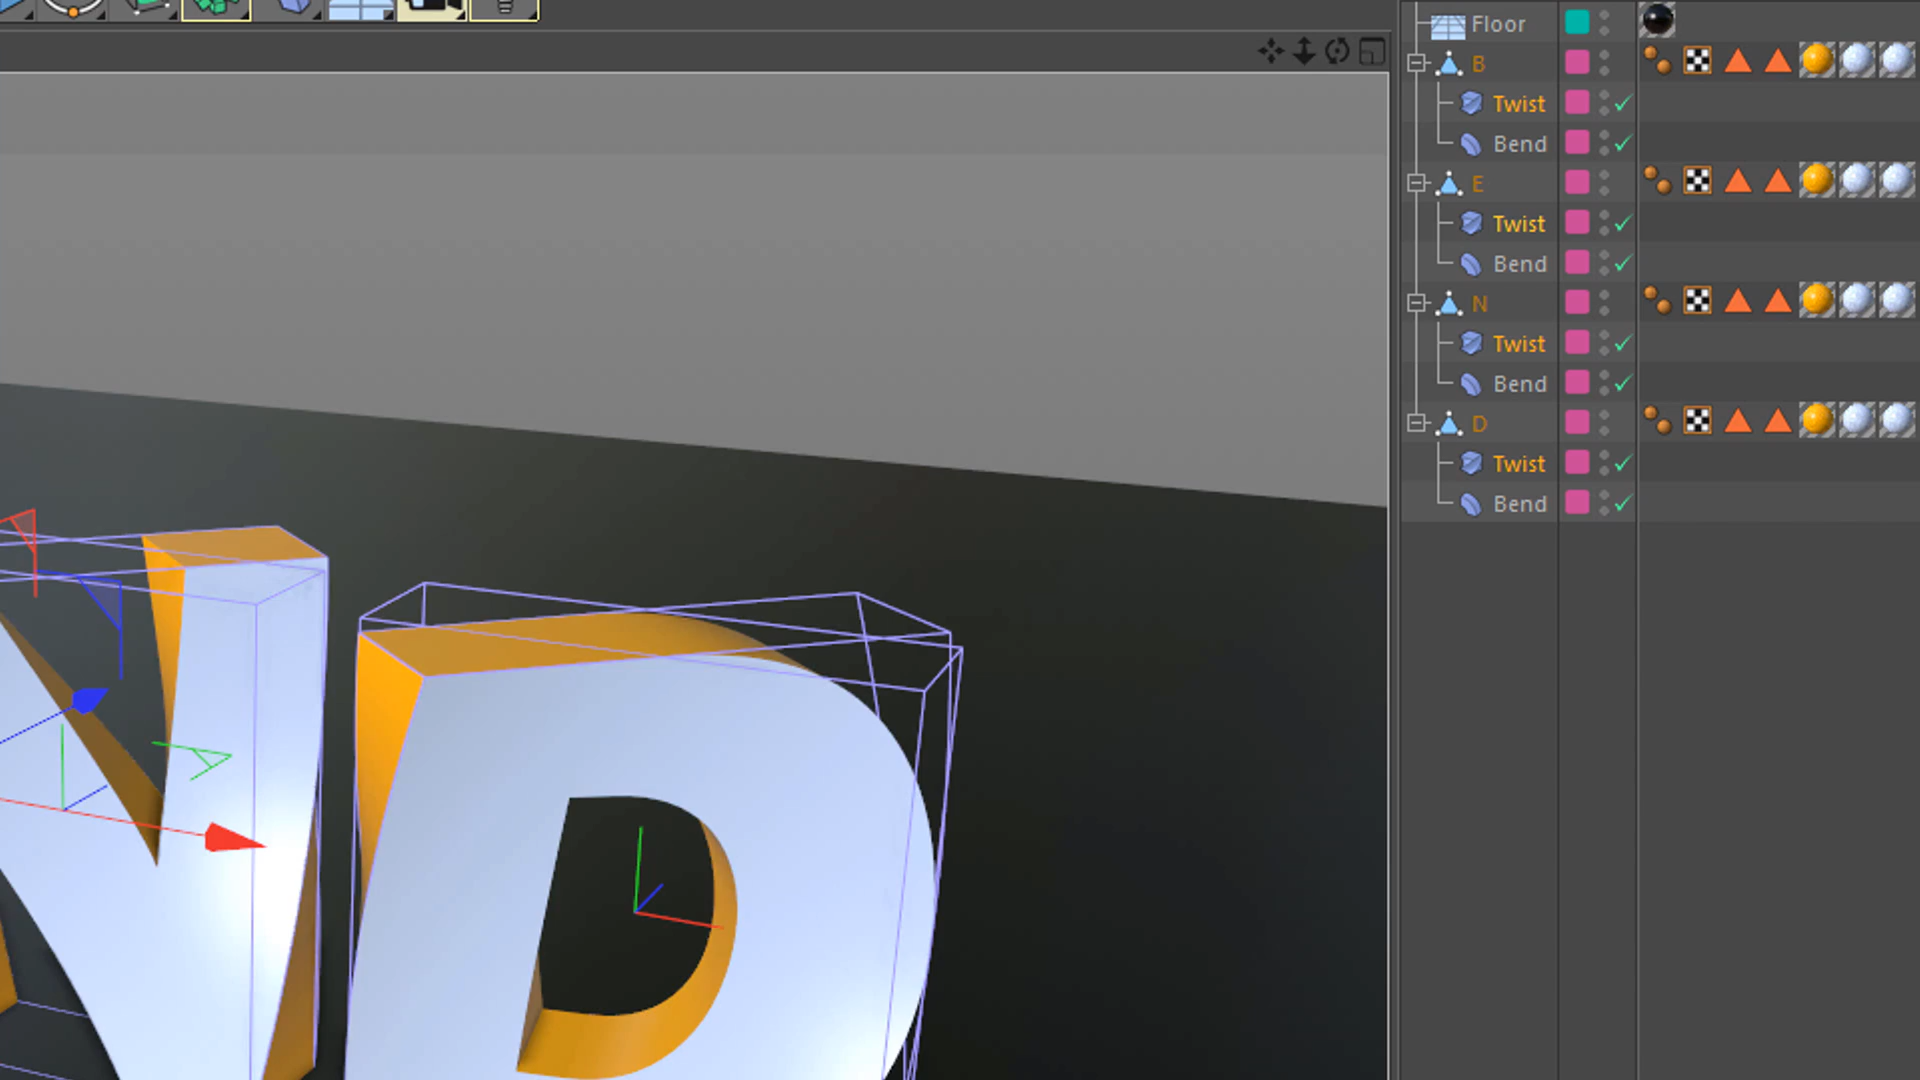 Floor
B
Twist
Bend
E
Twist
Bend
N
Twist
Bend
D
Twist
Bend
N D